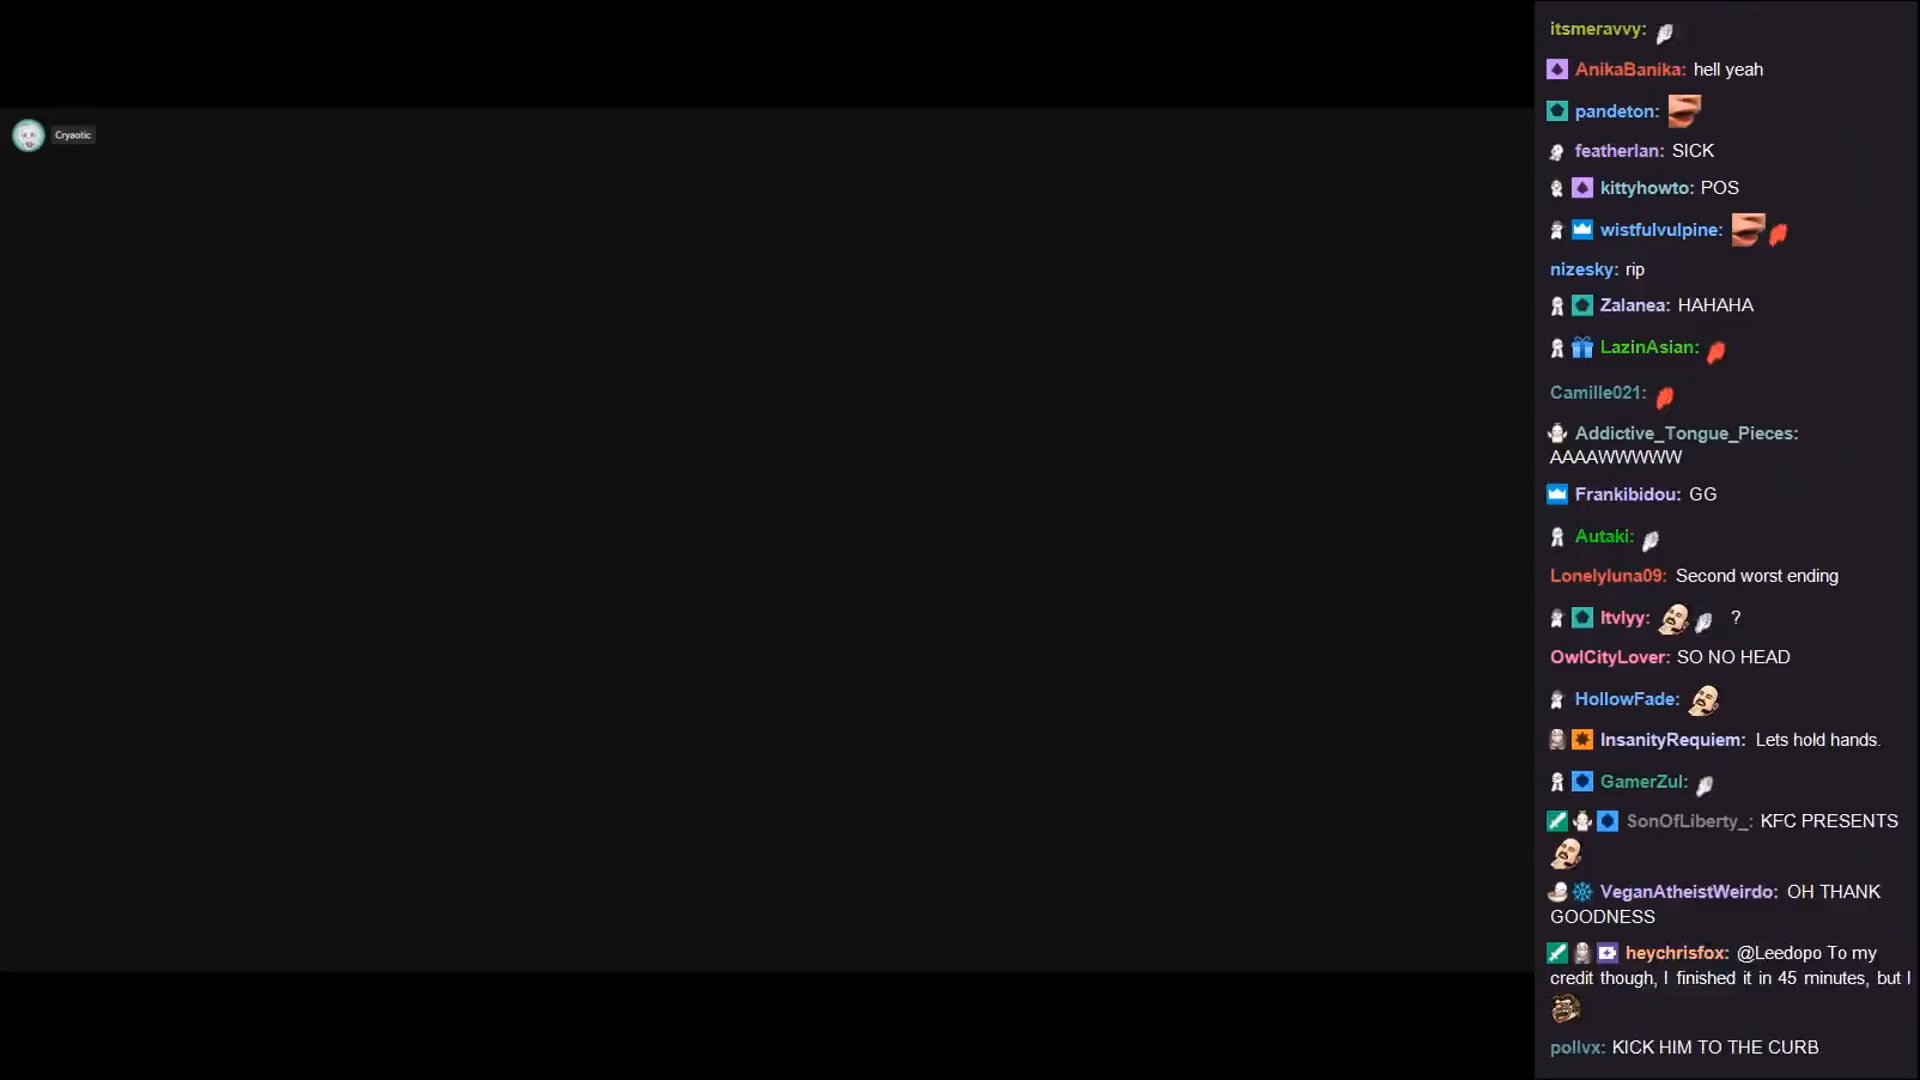 Cryaotic
itsmeravvy:
AnikaBanika: hell yeah
pandeton:
featherlan: SICK
kittyhowto: POS
wistfulvulpine:
nizesky: rip
Zalanea: HAHAHA
LazinAsian:
Camille021:
Addictive_Tongue_Pieces:
AAAAWWWWW
Frankibidou: GG
Autaki:
Lonelyluna09: Second worst ending
Itvlyy: ?
OwlCityLover: SO NO HEAD
HollowFade:
InsanityRequiem: Lets hold hands.
GamerZul:
SonOfLiberty_: KFC PRESENTS
VeganAtheistWeirdo: OH THANK
GOODNESS
heychrisfox: @Leedopo To my
credit though, I finished it in 45 minutes, but I
pollvx: KICK HIM TO THE CURB